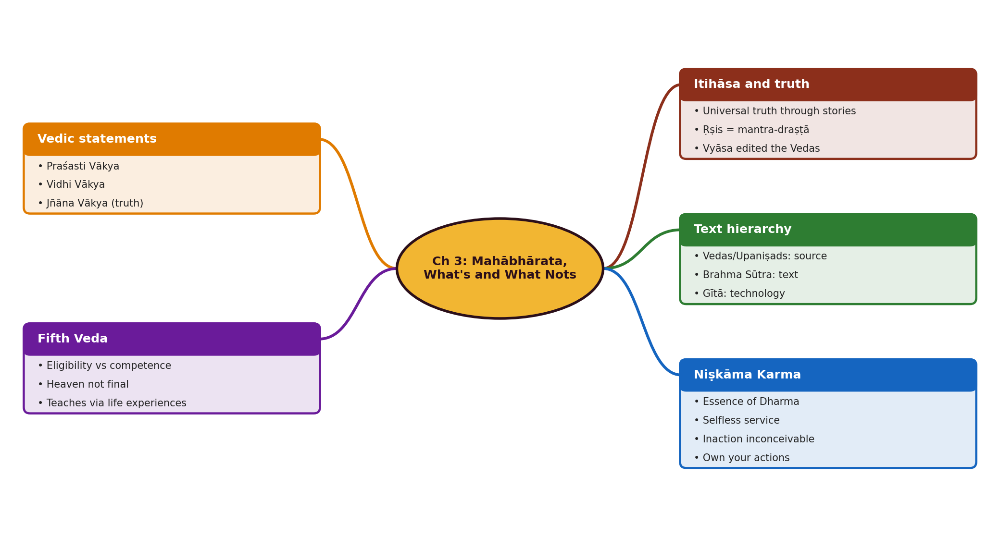 Ch 3: Mahābhārata,
What's and What Nots
Itihāsa and truth
• Universal truth through stories
• Ṛṣis = mantra-draṣṭā
• Vyāsa edited the Vedas
Text hierarchy
• Vedas/Upaniṣads: source
• Brahma Sūtra: text
• Gītā: technology
Niṣkāma Karma
• Essence of Dharma
• Selfless service
• Inaction inconceivable
• Own your actions
Vedic statements
• Praśasti Vākya
• Vidhi Vākya
• Jñāna Vākya (truth)
Fifth Veda
• Eligibility vs competence
• Heaven not final
• Teaches via life experiences